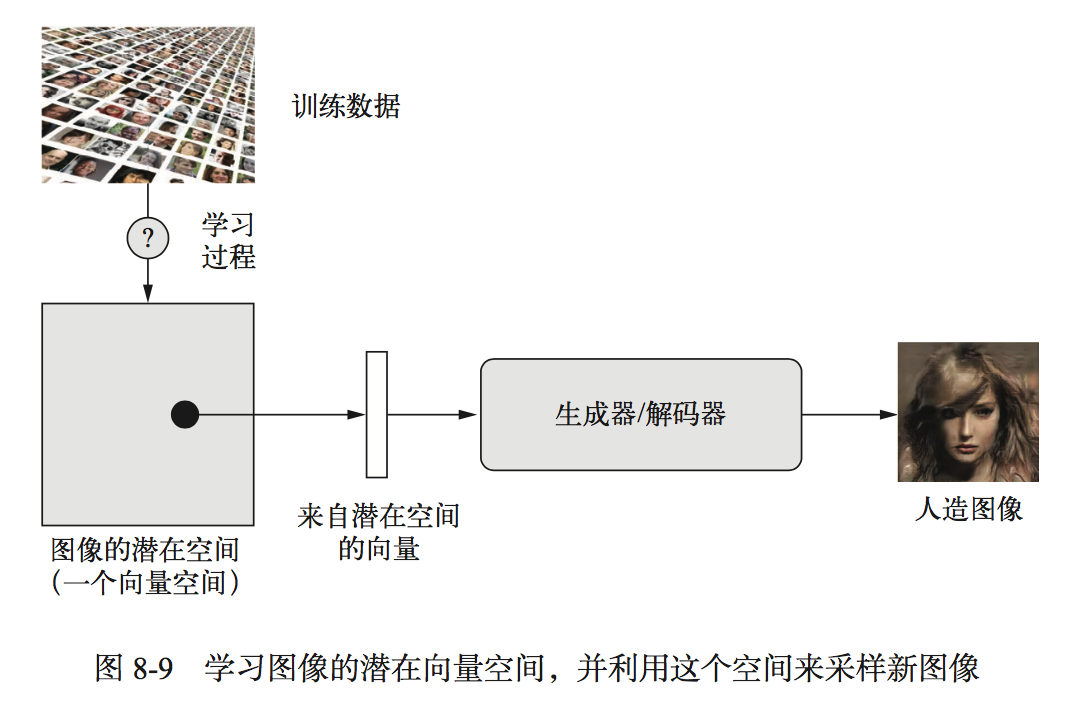 训练数据
?
学习
过程
生成器/解码器
来自潜在空间
的向量
人造图像
图像的潜在空间
（一个向量空间）
图 8-9 学习图像的潜在向量空间，并利用这个空间来采样新图像